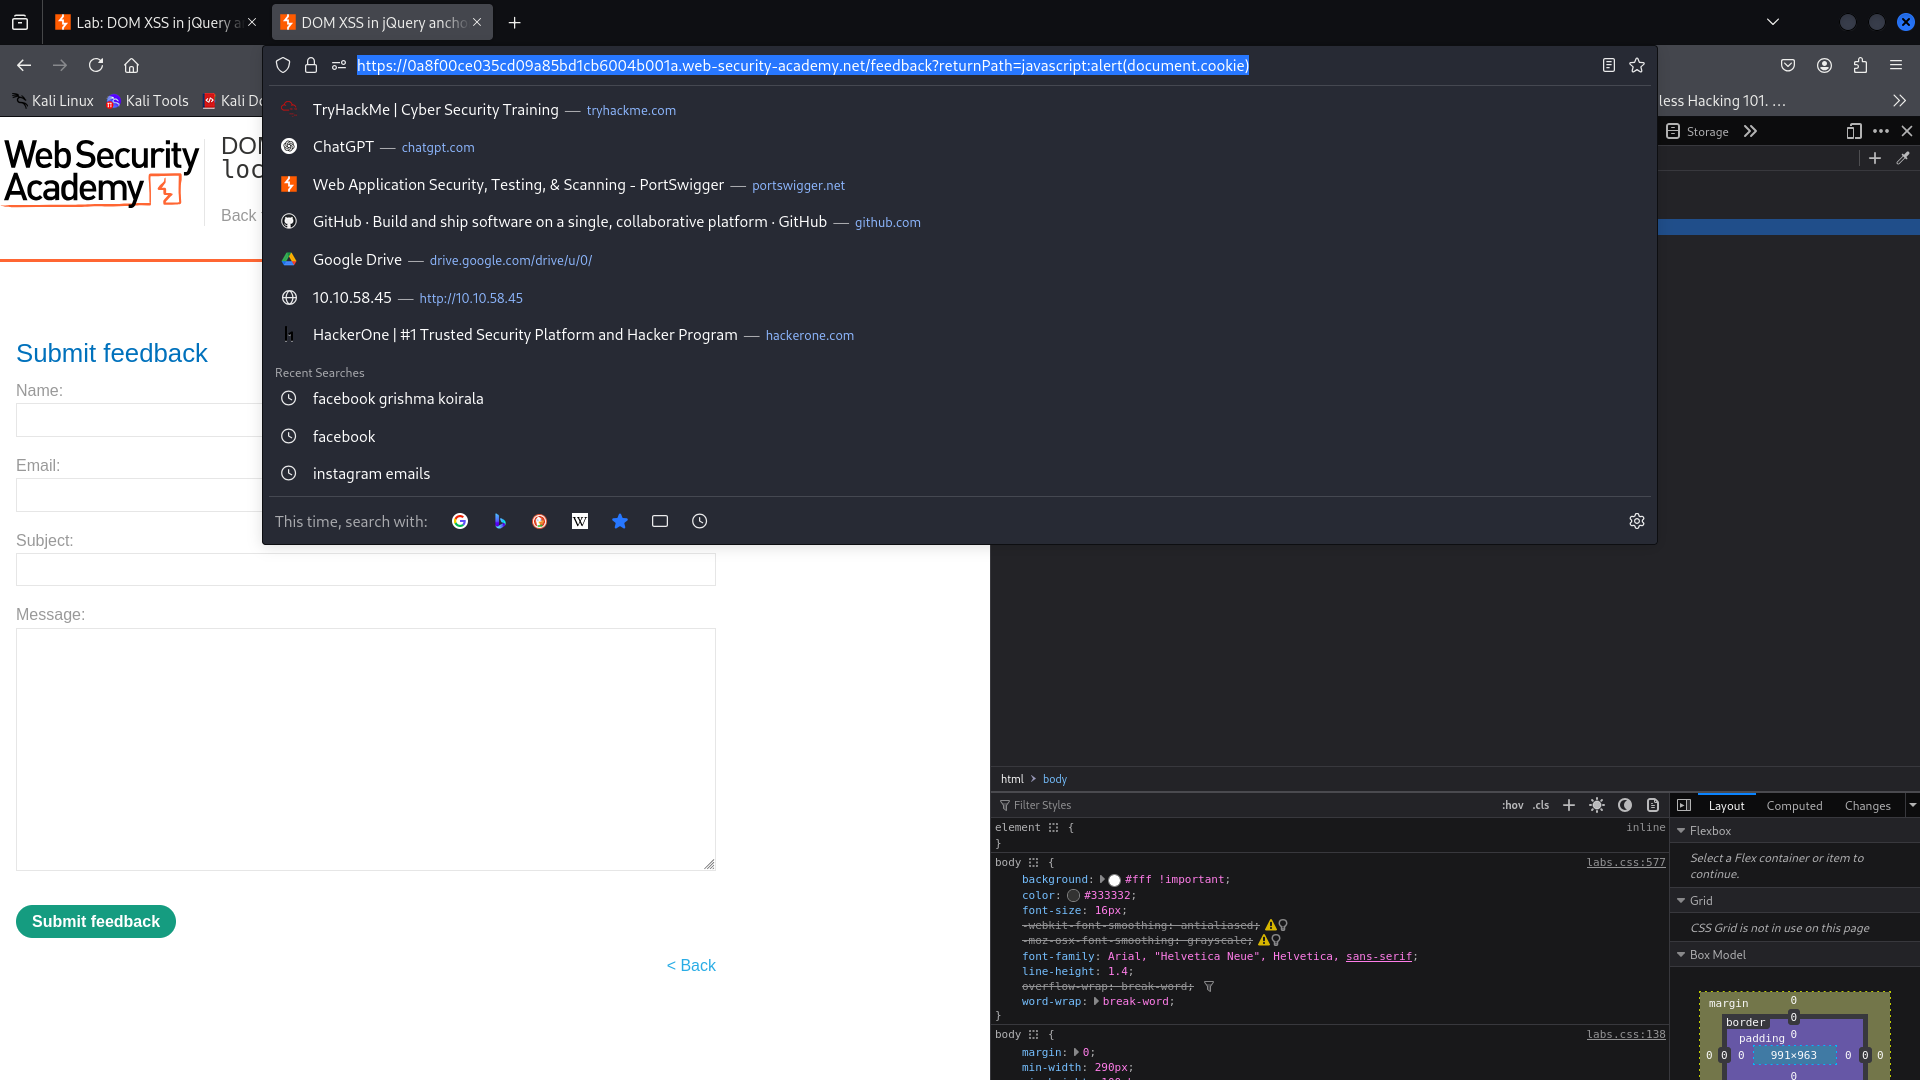 Lab: DOM XSS in jQuery a
DOM XSS in jQuery ancho
https://0a8f00ce035cd09a85bd1cb6004b001a.web-security-academy.net/feedback?returnPath=javascript:alert(document.cookie)
Kali Linux
Kali Tools
Kali Do
less Hacking 101. …
TryHackMe | Cyber Security Training — tryhackme.com
ChatGPT — chatgpt.com
Web Application Security, Testing, & Scanning - PortSwigger — portswigger.net
GitHub · Build and ship software on a single, collaborative platform · GitHub — github.com
Google Drive — drive.google.com/drive/u/0/
10.10.58.45 — http://10.10.58.45
HackerOne | #1 Trusted Security Platform and Hacker Program — hackerone.com
Recent Searches
facebook grishma koirala
facebook
instagram emails
This time, search with:
Storage
Web Security
Academy
DOM
loc
Back
Submit feedback
Name:
Email:
Subject:
Message:
Submit feedback
< Back
html > body
Filter Styles
:hov .cls
element {
inline
}
body {
labs.css:577
background: #fff !important;
color: #333332;
font-size: 16px;
-webkit-font-smoothing: antialiased;
-moz-osx-font-smoothing: grayscale;
font-family: Arial, "Helvetica Neue", Helvetica, sans-serif;
line-height: 1.4;
overflow-wrap: break-word;
word-wrap: break-word;
}
body {
labs.css:138
margin: 0;
min-width: 290px;
Layout
Computed
Changes
Flexbox
Select a Flex container or item to
continue.
Grid
CSS Grid is not in use on this page
Box Model
margin 0
border 0
padding 0
0 0 0 991×963 0 0 0
0